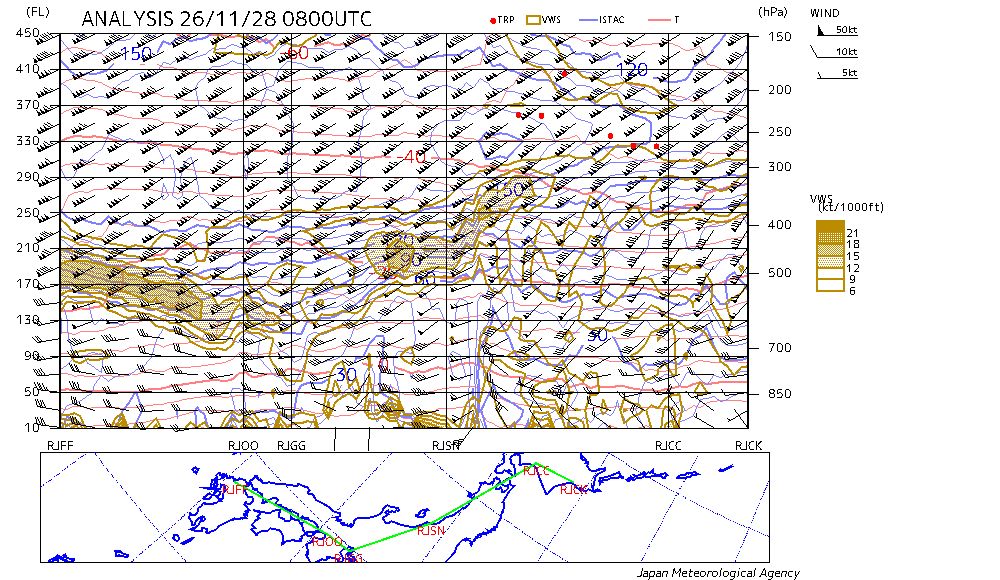 (FL) ANALYSIS 26/11/28 0800UTC TRP VWS ISTAC T (hPa) WIND
450 150
50kt
410 10kt
5kt
370 200
330 250
290 300
250 400
210 500
170
130 700
90
50 850
10
150 -60 120
-40
150
90
60
30 30
VWS
(kt/1000ft)
21
18
15
12
9
6
RJFF RJOO RJGG RJSN RJCC RJCK
RJFF RJCC RJCK
RJOO RJSN
Japan Meteorological Agency